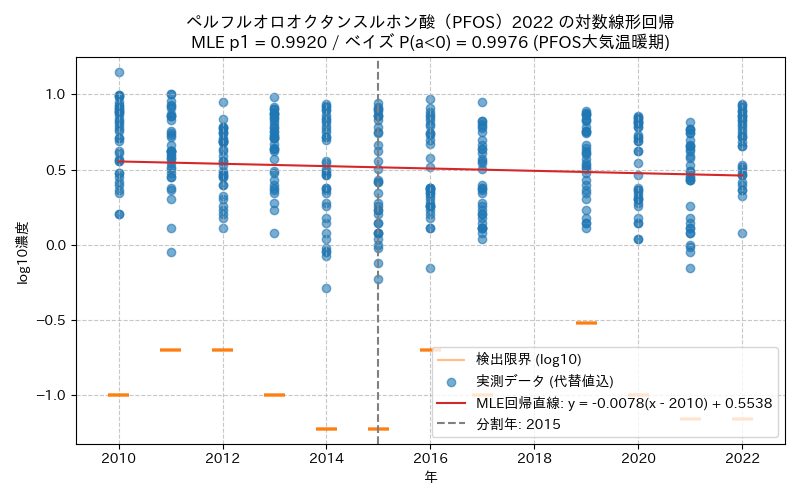 ペルフルオロオクタンスルホン酸（PFOS）2022 の対数線形回帰
MLE p1 = 0.9920 / ベイズ P(a<0) = 0.9976 (PFOS大気温暖期)
log10濃度
1.0
0.5
0.0
−0.5
−1.0
検出限界 (log10)
実測データ (代替値込)
MLE回帰直線: y = -0.0078(x - 2010) + 0.5538
分割年: 2015
2010
2012
2014
2016
2018
2020
2022
年